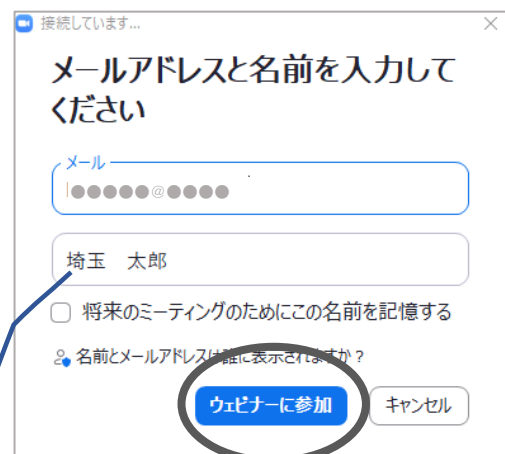 接続しています...
メールアドレスと名前を入力して
ください
メール
●●●●●@●●●●
埼玉　太郎
将来のミーティングのためにこの名前を記憶する
名前とメールアドレスは誰に表示されますか？
ウェビナーに参加
キャンセル